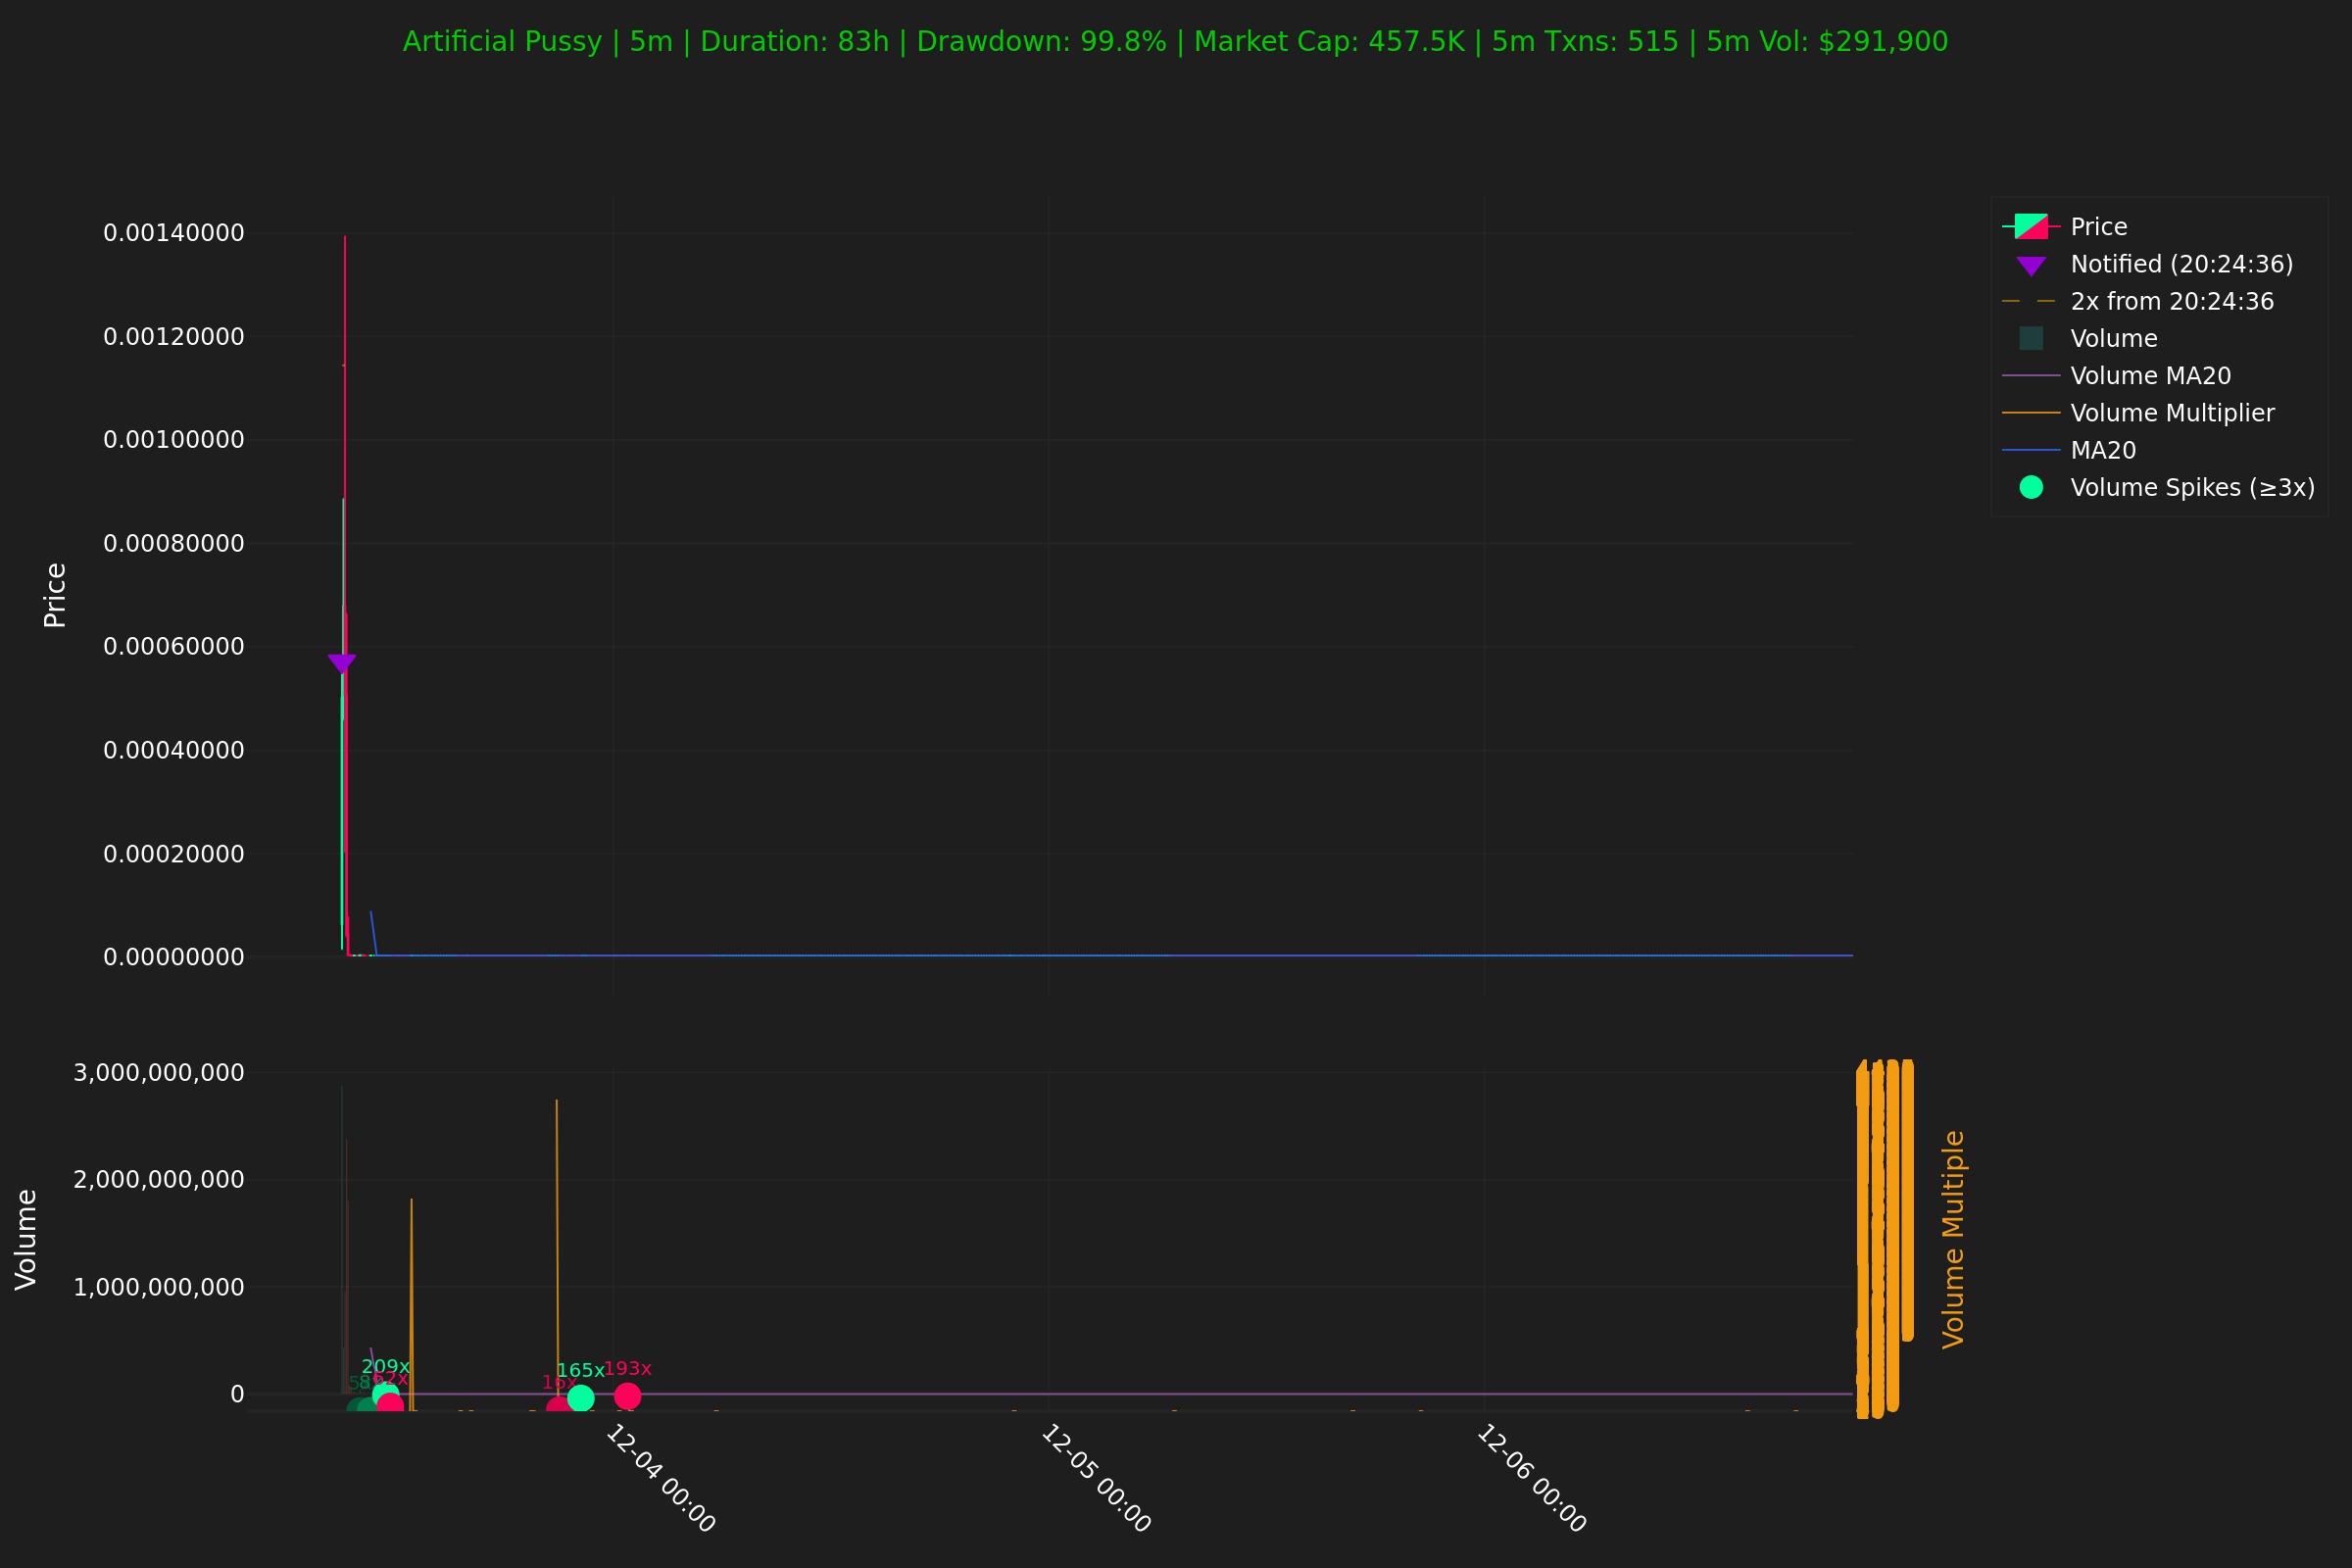 Artificial Pussy | 5m | Duration: 83h | Drawdown: 99.8% | Market Cap: 457.5K | 5m Txns: 515 | 5m Vol: $291,900
Price
0.00140000
0.00120000
0.00100000
0.00080000
0.00060000
0.00040000
0.00020000
0.00000000
Price
Notified (20:24:36)
2x from 20:24:36
Volume
Volume MA20
Volume Multiplier
MA20
Volume Spikes (≥3x)
Volume
3,000,000,000
2,000,000,000
1,000,000,000
0
209x
16x
165x
193x
Volume Multiple
12-04 00:00
12-05 00:00
12-06 00:00